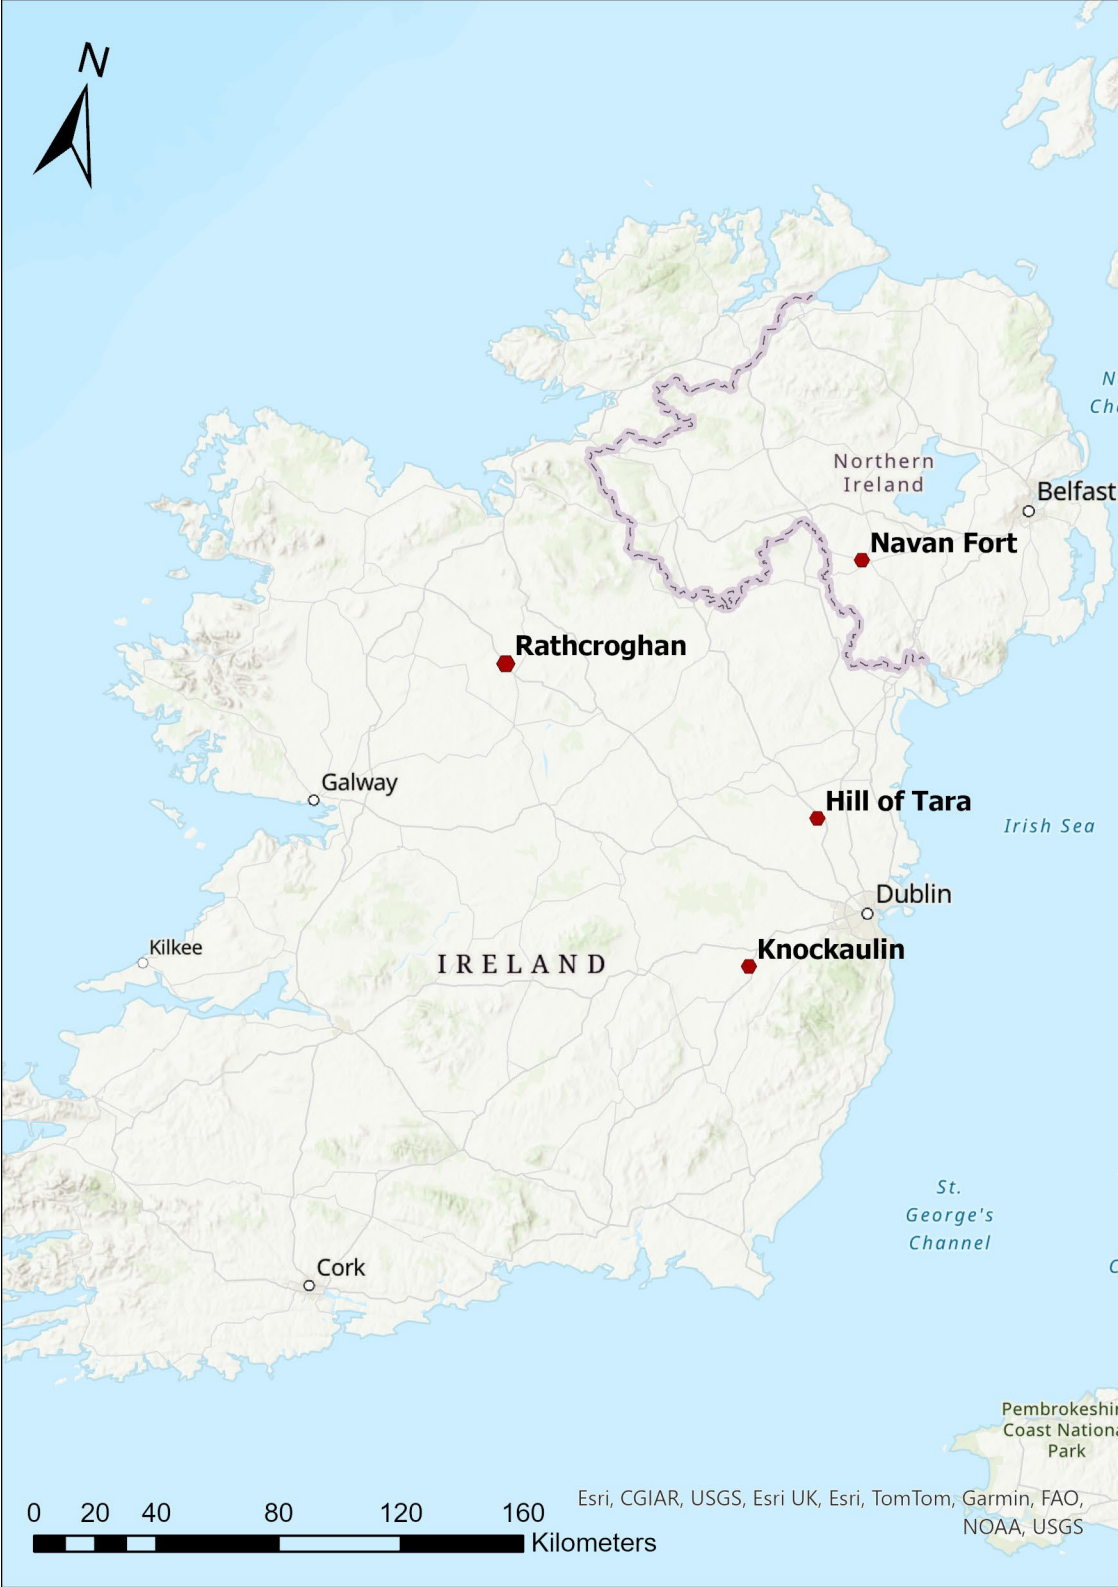 N
N
Ch
Northern
Ireland
Belfast
Navan Fort
Rathcroghan
Galway
Hill of Tara
Irish Sea
Dublin
Kilkee
IRELAND
Knockaulin
St.
George's
Channel
Cork
C
Pembrokeshir
Coast Nationa
Park
0 20 40 80 120 160
Kilometers
Esri, CGIAR, USGS, Esri UK, Esri, TomTom, Garmin, FAO,
NOAA, USGS